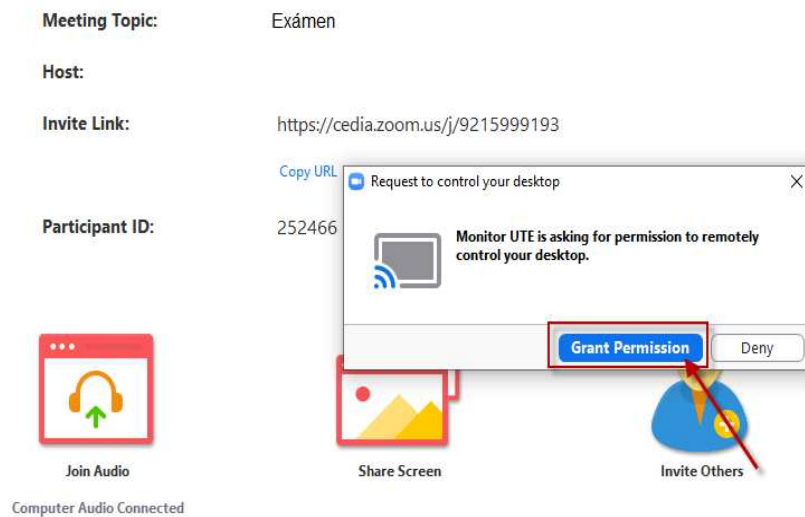 Meeting Topic: Exámen
Host:
Invite Link: https://cedia.zoom.us/j/9215999193
Copy URL
Request to control your desktop
Participant ID: 252466
Monitor UTE is asking for permission to remotely
control your desktop.
Grant Permission Deny
Join Audio Share Screen Invite Others
Computer Audio Connected